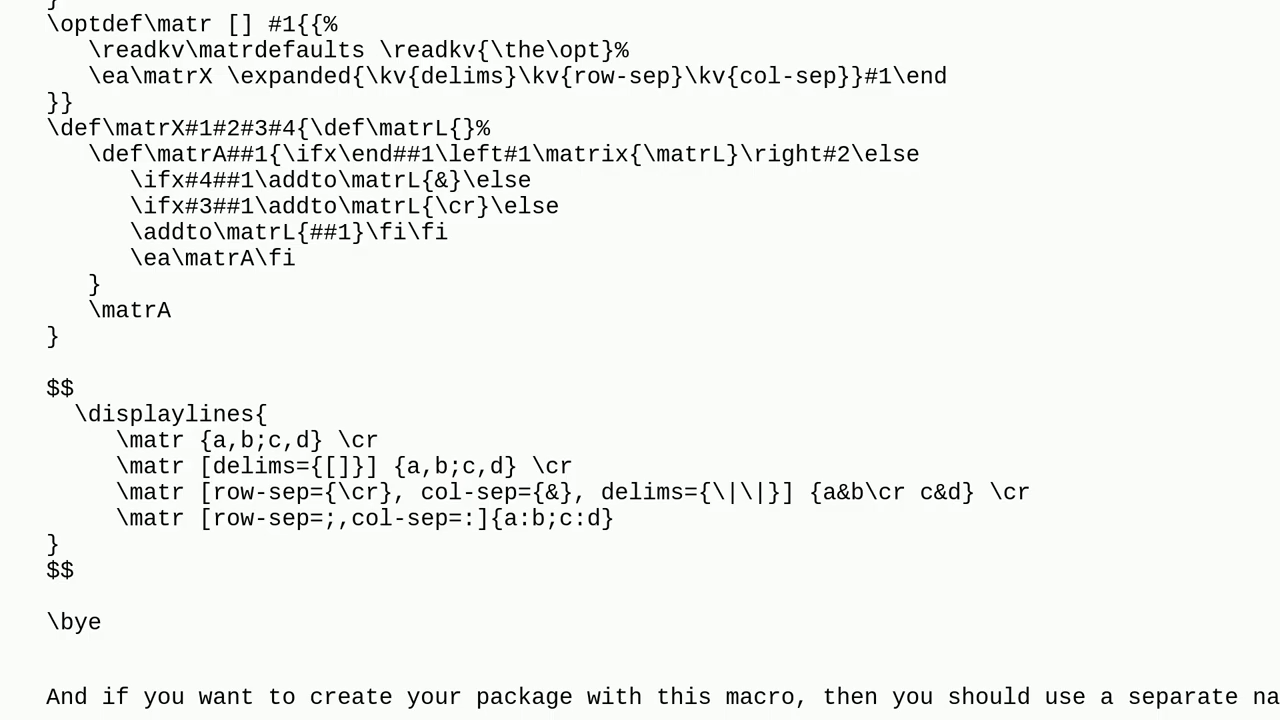 }
\optdef\matr [] #1{{%
   \readkv\matrdefaults \readkv{\the\opt}%
   \ea\matrX \expanded{\kv{delims}\kv{row-sep}\kv{col-sep}}#1\end
}}
\def\matrX#1#2#3#4{\def\matrL{}%
   \def\matrA##1{\ifx\end##1\left#1\matrix{\matrL}\right#2\else
      \ifx#4##1\addto\matrL{&}\else
      \ifx#3##1\addto\matrL{\cr}\else
      \addto\matrL{##1}\fi\fi
      \ea\matrA\fi
   }
   \matrA
}
$$
  \displaylines{
     \matr {a,b;c,d} \cr
     \matr [delims={[]}] {a,b;c,d} \cr
     \matr [row-sep={\cr}, col-sep={&}, delims={\|\|}] {a&b\cr c&d} \cr
     \matr [row-sep=;,col-sep=:]{a:b;c:d}
}
$$
\bye
And if you want to create your package with this macro, then you should use a separate